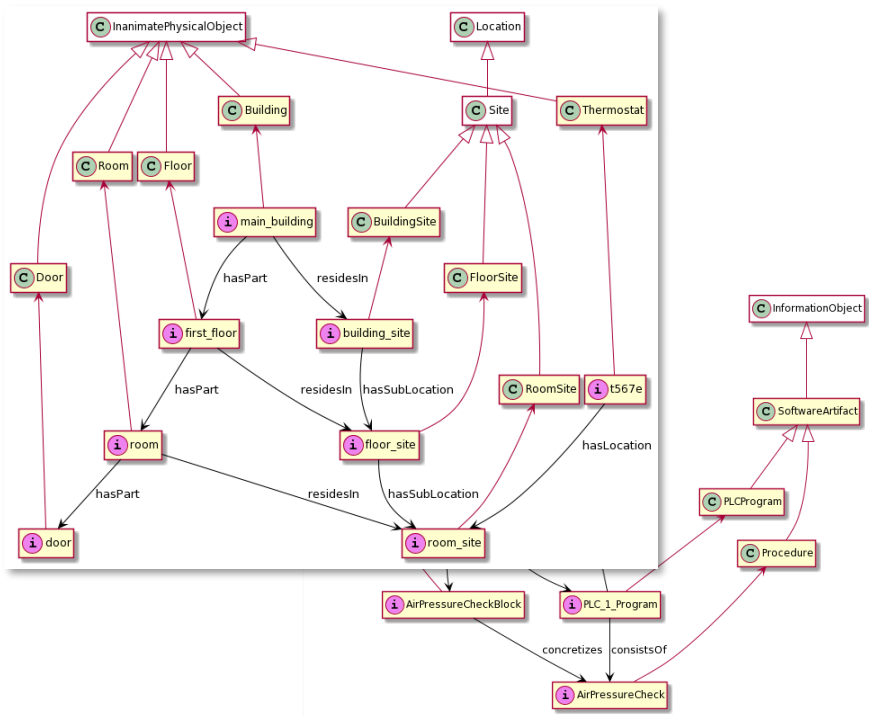 C InanimatePhysicalObject
C Location
C Building
C Site
C Thermostat
C Room
C Floor
i main_building
C BuildingSite
C Door
hasPart
residesIn
C FloorSite
C InformationObject
i first_floor
i building_site
hasPart
residesIn
hasSubLocation
C RoomSite
i t567e
C SoftwareArtifact
i room
i floor_site
hasLocation
hasPart
residesIn
hasSubLocation
C PLCProgram
i door
i room_site
C Procedure
i AirPressureCheckBlock
i PLC_1_Program
concretizes
consistsOf
i AirPressureCheck